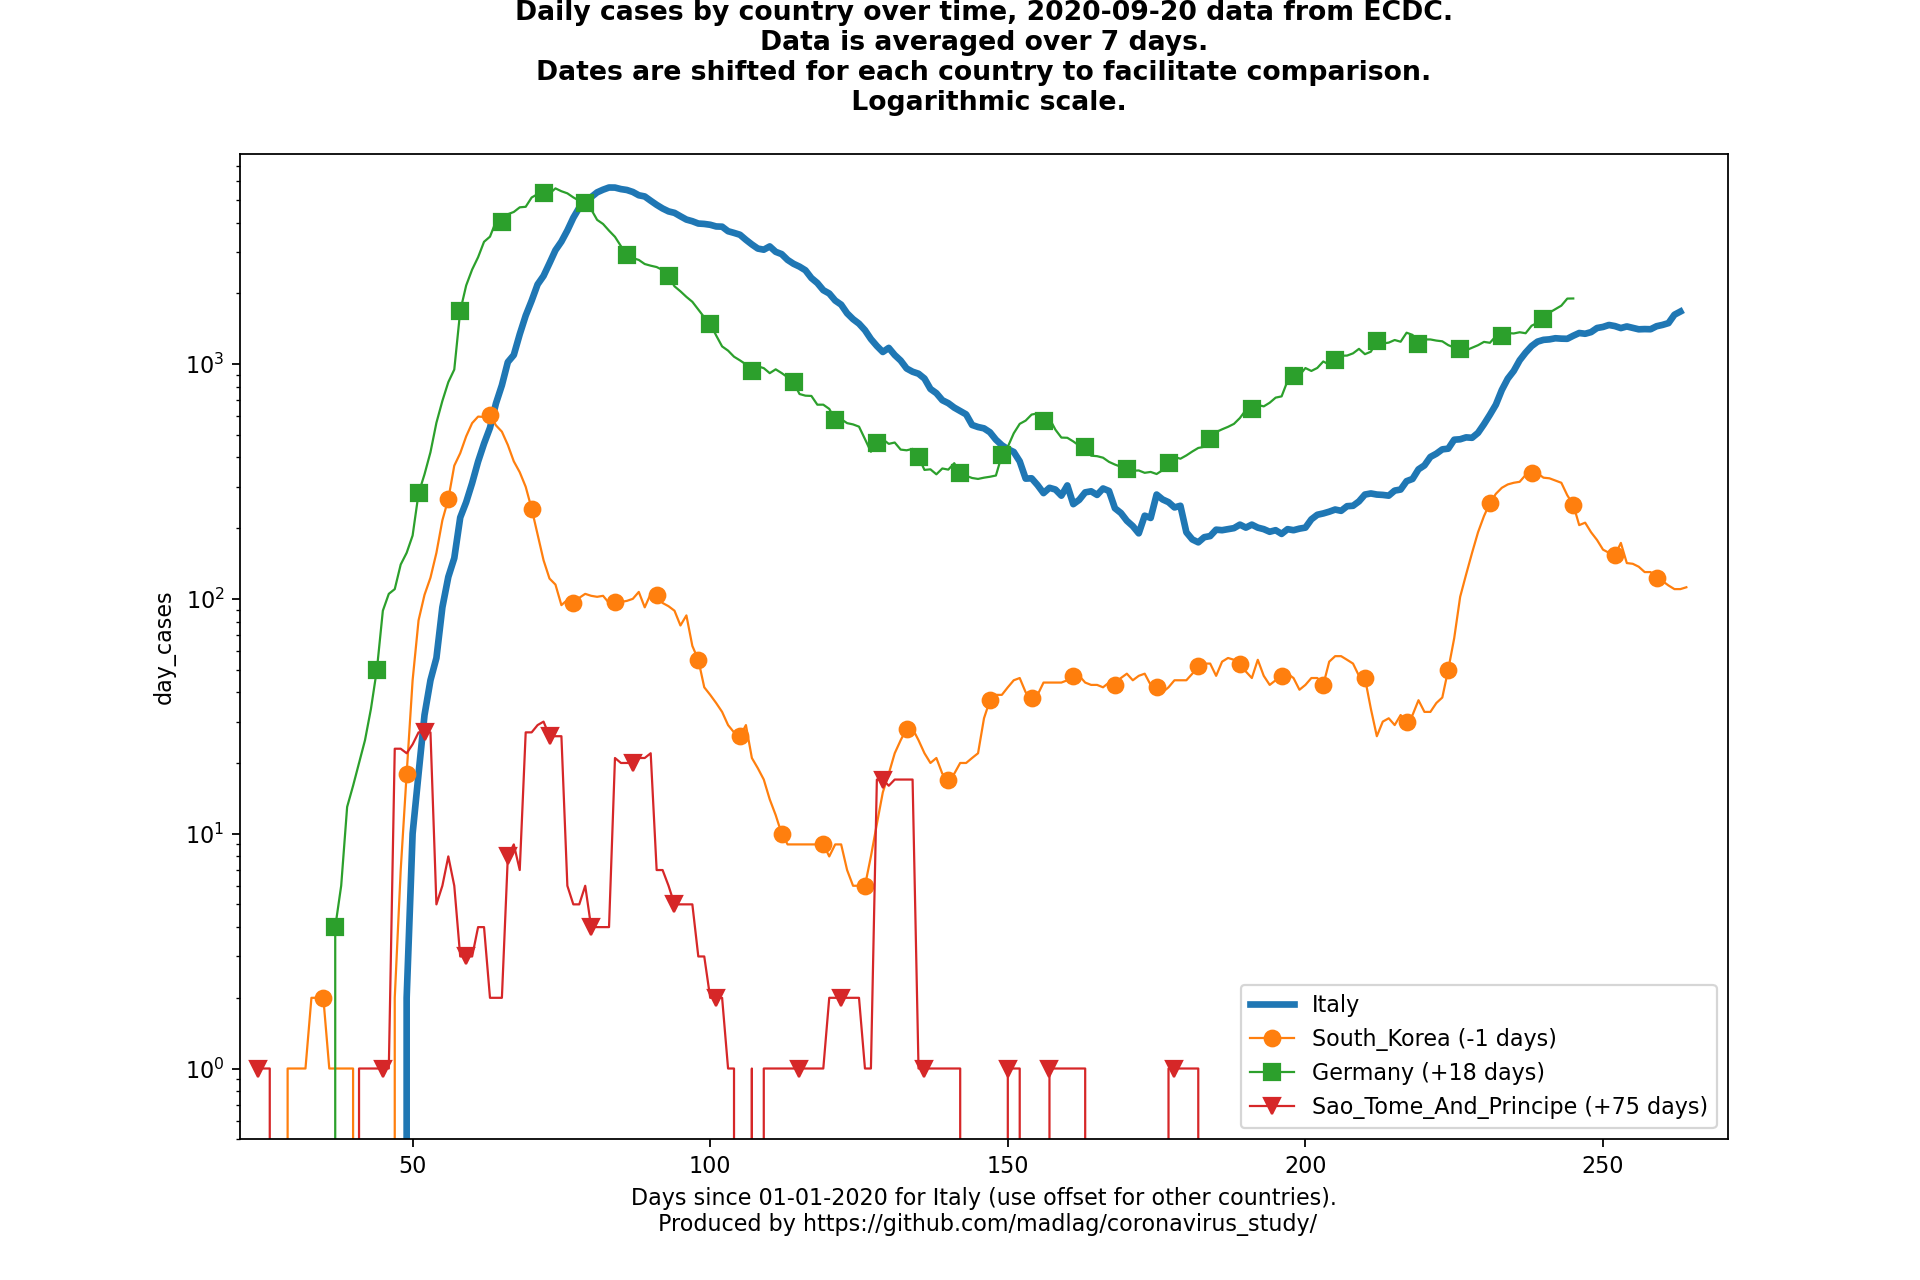 Daily cases by country over time, 2020-09-20 data from ECDC.
Data is averaged over 7 days.
Dates are shifted for each country to facilitate comparison.
Logarithmic scale.
day_cases
10³
10²
10¹
10⁰
50
100
150
200
250
Italy
South_Korea (-1 days)
Germany (+18 days)
Sao_Tome_And_Principe (+75 days)
Days since 01-01-2020 for Italy (use offset for other countries).
Produced by https://github.com/madlag/coronavirus_study/